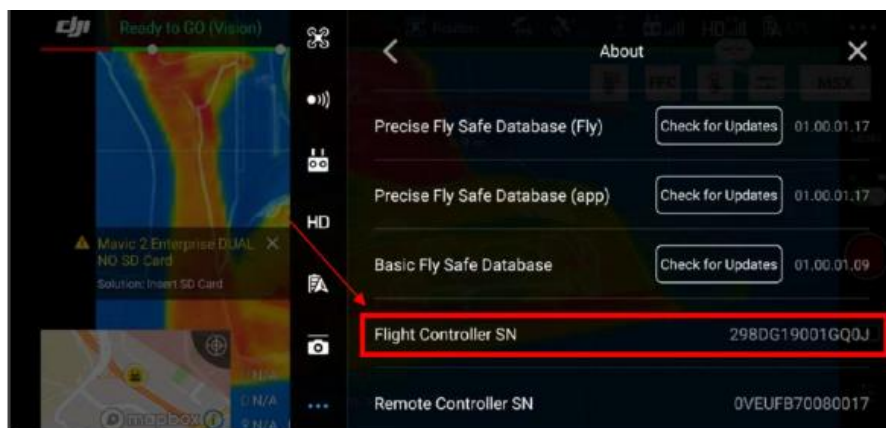 dji Ready to GO (Vision)
About
Precise Fly Safe Database (Fly) Check for Updates 01.00.01.17
Precise Fly Safe Database (app) Check for Updates 01.00.01.17
HD
Mavic 2 Enterprise DUAL
NO SD Card
Solution: Insert SD Card
Basic Fly Safe Database Check for Updates 01.00.01.09
Flight Controller SN 298DG19001GQ0J
Remote Controller SN 0VEUFB70080017
N/A
mapbox
N/A